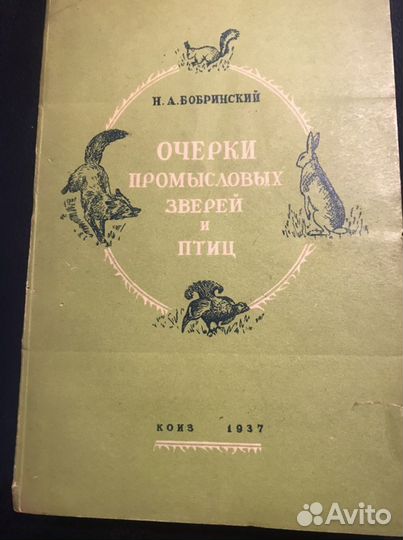 Н. А. БОБРИНСКИЙ
ОЧЕРКИ
ПРОМЫСЛОВЫХ
ЗВЕРЕЙ
И
ПТИЦ
КОИЗ 1937
Avito